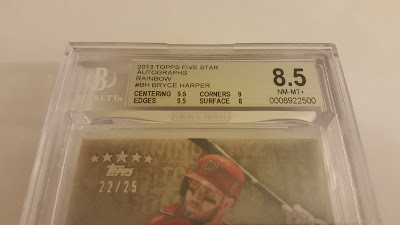 2013 TOPPS FIVE STAR
AUTOGRAPHS
RAINBOW
#BH BRYCE HARPER
CENTERING 9.5 CORNERS 9
EDGES 9.5 SURFACE 8
B
BECKETT
8.5
NM-MT+
0008922500
Topps
22/25
W